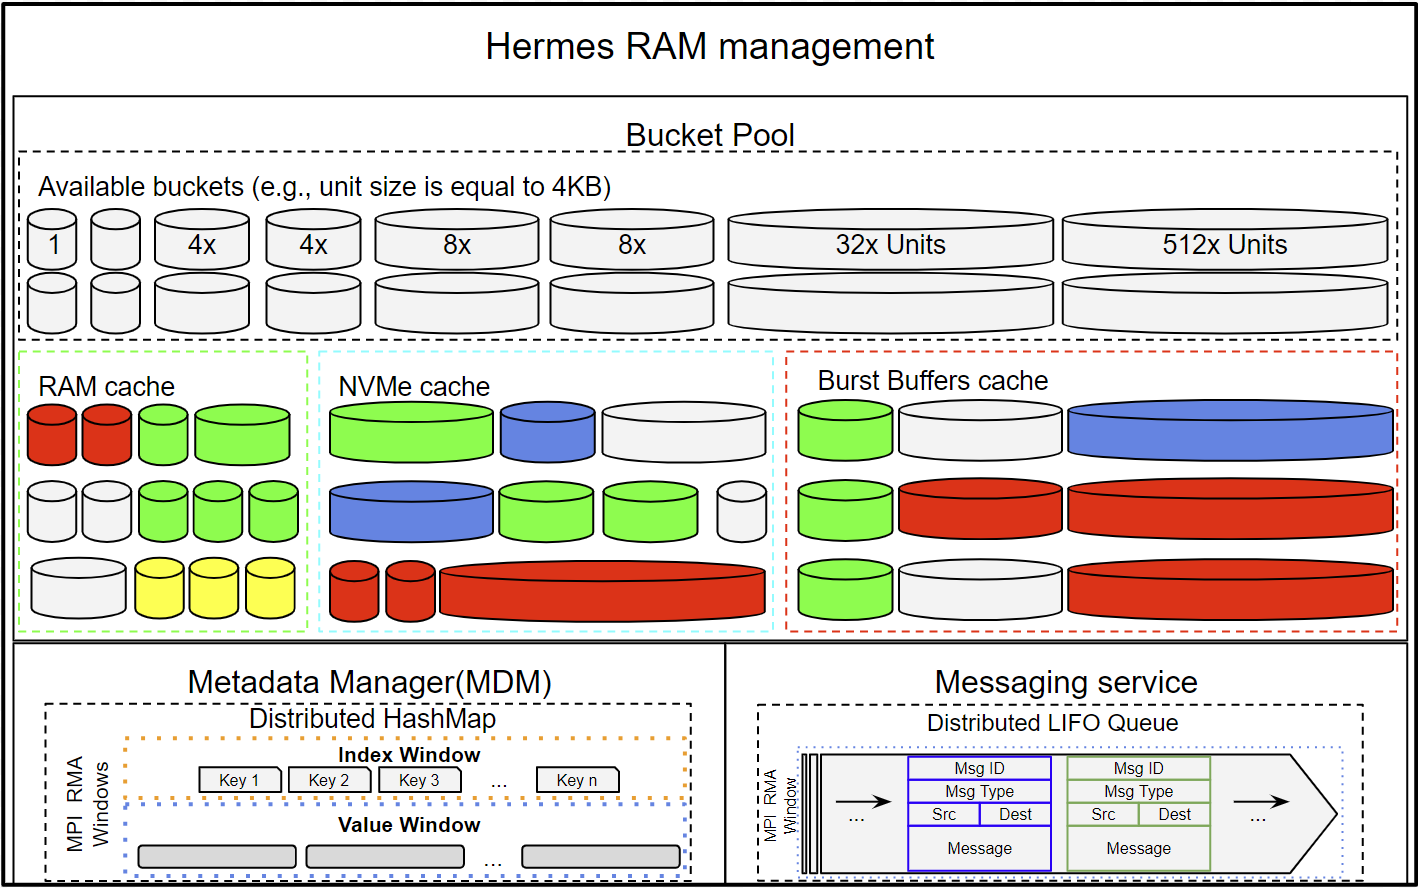 Hermes RAM management
Bucket Pool
Available buckets (e.g., unit size is equal to 4KB)
1 4x 4x 8x 8x 32x Units 512x Units
RAM cache
NVMe cache
Burst Buffers cache
Metadata Manager(MDM)
Distributed HashMap
MPI RMA
Windows
Index Window
Key 1 Key 2 Key 3 ... Key n
Value Window
...
Messaging service
Distributed LIFO Queue
MPI RMA
Window
...
Msg ID
Msg Type
Src Dest
Message
Msg ID
Msg Type
Src Dest
Message
...